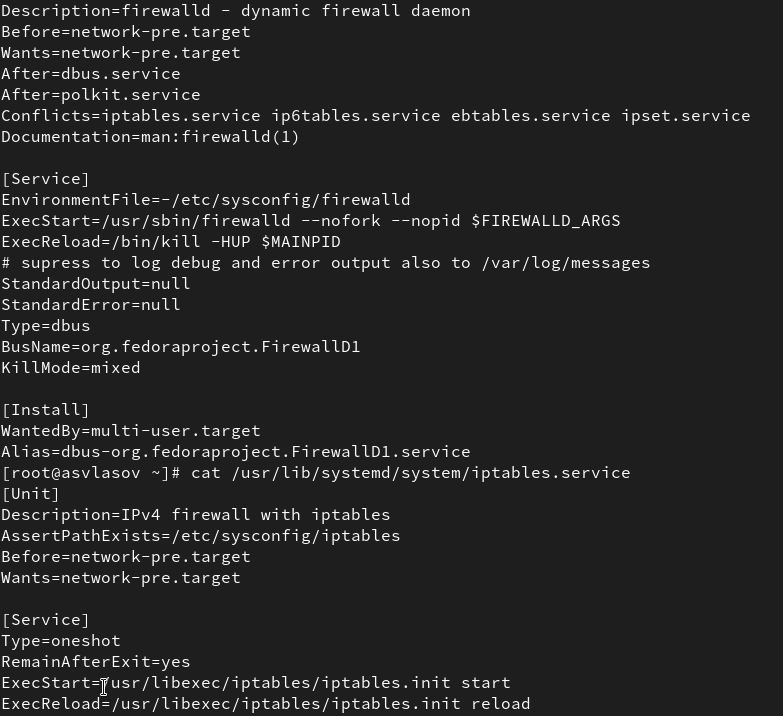 Description=firewalld - dynamic firewall daemon
Before=network-pre.target
Wants=network-pre.target
After=dbus.service
After=polkit.service
Conflicts=iptables.service ip6tables.service ebtables.service ipset.service
Documentation=man:firewalld(1)

[Service]
EnvironmentFile=-/etc/sysconfig/firewalld
ExecStart=/usr/sbin/firewalld --nofork --nopid $FIREWALLD_ARGS
ExecReload=/bin/kill -HUP $MAINPID
# supress to log debug and error output also to /var/log/messages
StandardOutput=null
StandardError=null
Type=dbus
BusName=org.fedoraproject.FirewallD1
KillMode=mixed

[Install]
WantedBy=multi-user.target
Alias=dbus-org.fedoraproject.FirewallD1.service
[root@asvlasov ~]# cat /usr/lib/systemd/system/iptables.service
[Unit]
Description=IPv4 firewall with iptables
AssertPathExists=/etc/sysconfig/iptables
Before=network-pre.target
Wants=network-pre.target

[Service]
Type=oneshot
RemainAfterExit=yes
ExecStart=/usr/libexec/iptables/iptables.init start
ExecReload=/usr/libexec/iptables/iptables.init reload